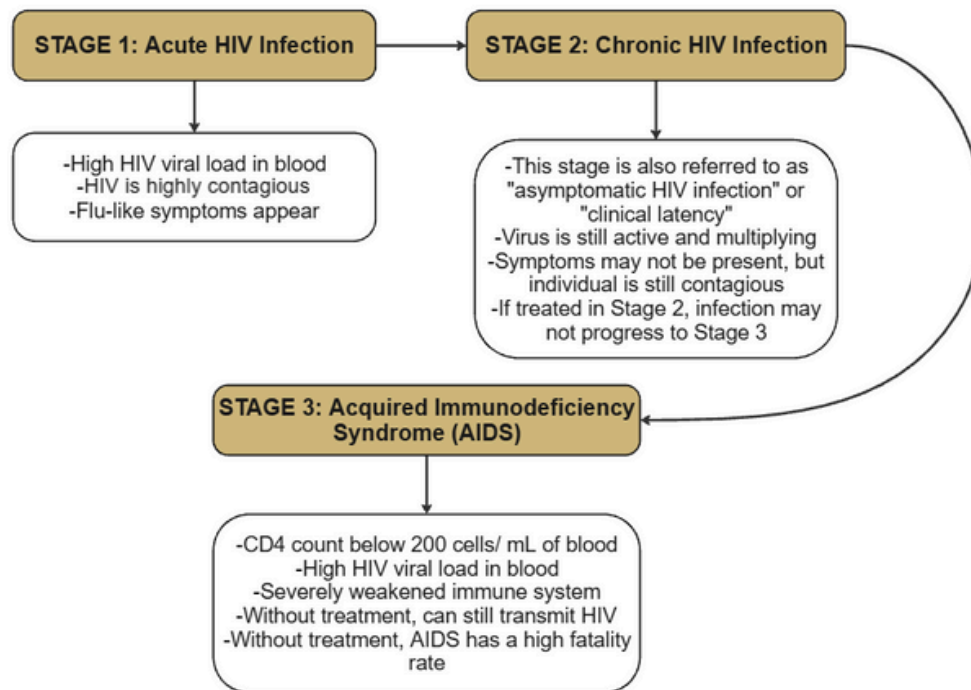 STAGE 1: Acute HIV Infection
-High HIV viral load in blood
-HIV is highly contagious
-Flu-like symptoms appear
STAGE 2: Chronic HIV Infection
-This stage is also referred to as
"asymptomatic HIV infection" or
"clinical latency"
-Virus is still active and multiplying
-Symptoms may not be present, but
individual is still contagious
-If treated in Stage 2, infection may
not progress to Stage 3
STAGE 3: Acquired Immunodeficiency
Syndrome (AIDS)
-CD4 count below 200 cells/ mL of blood
-High HIV viral load in blood
-Severely weakened immune system
-Without treatment, can still transmit HIV
-Without treatment, AIDS has a high fatality
rate